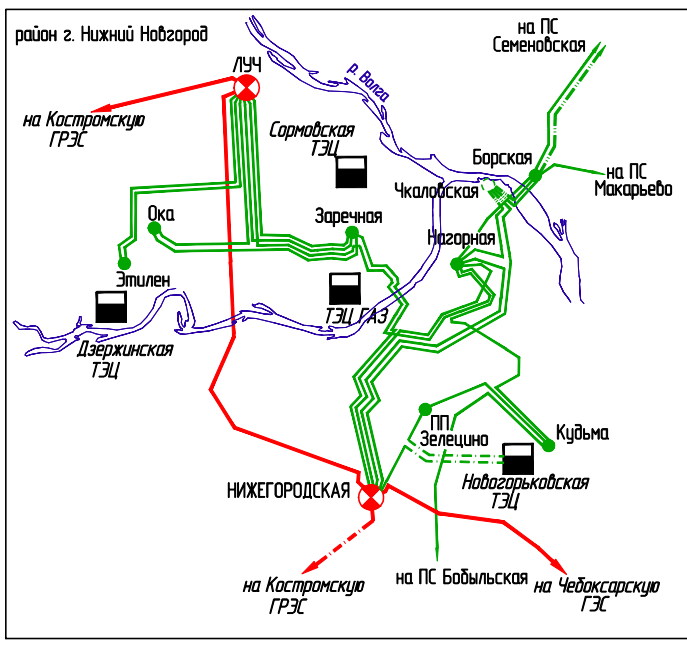 район г. Нижний Новгород
на ПС
Семеновская
ЛУЧ
р. Волга
на Костромскую
ГРЭС
Сормовская
ТЭЦ
Борская
на ПС
Макарьево
Чкаловская
Ока
Заречная
Нагорная
Этилен
ТЭЦ ГАЗ
Дзержинская
ТЭЦ
ПП
Зелецино
Кудьма
НИЖЕГОРОДСКАЯ
Новогорьковская
ТЭЦ
на Костромскую
ГРЭС
на ПС Бобыльская
на Чебоксарскую
ГЭС